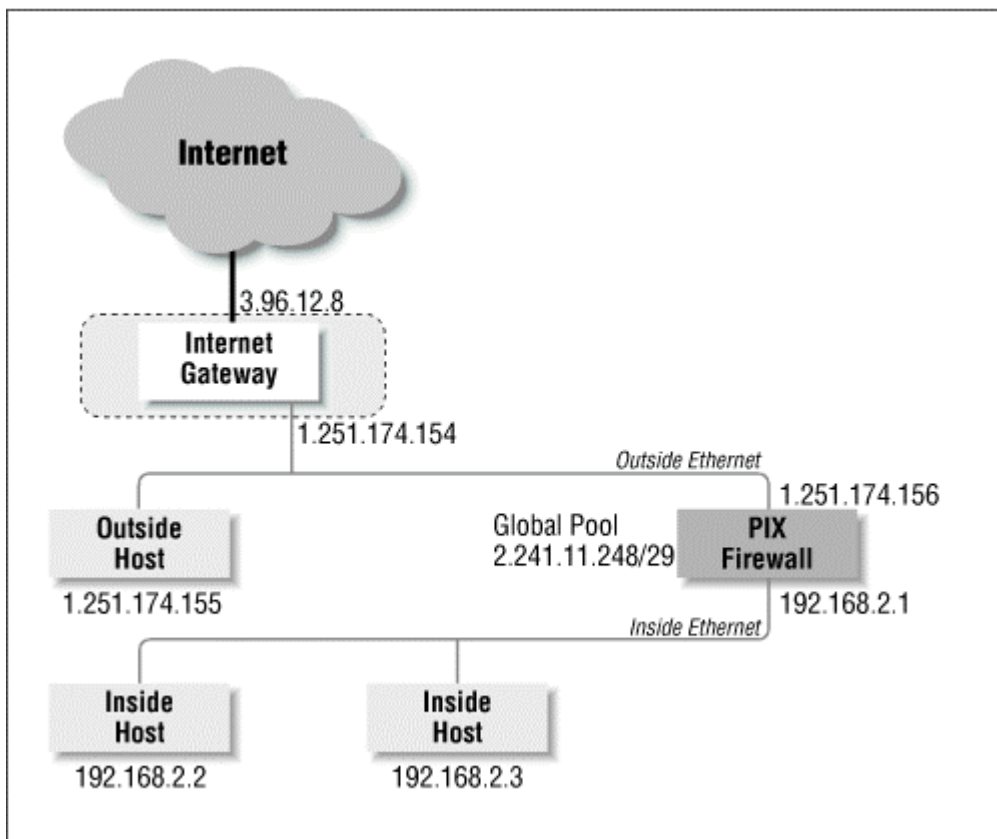 Internet
3.96.12.8
Internet
Gateway
1.251.174.154
Outside Ethernet
1.251.174.156
Outside
Host
Global Pool
2.241.11.248/29
PIX
Firewall
1.251.174.155
192.168.2.1
Inside Ethernet
Inside
Host
Inside
Host
192.168.2.2
192.168.2.3